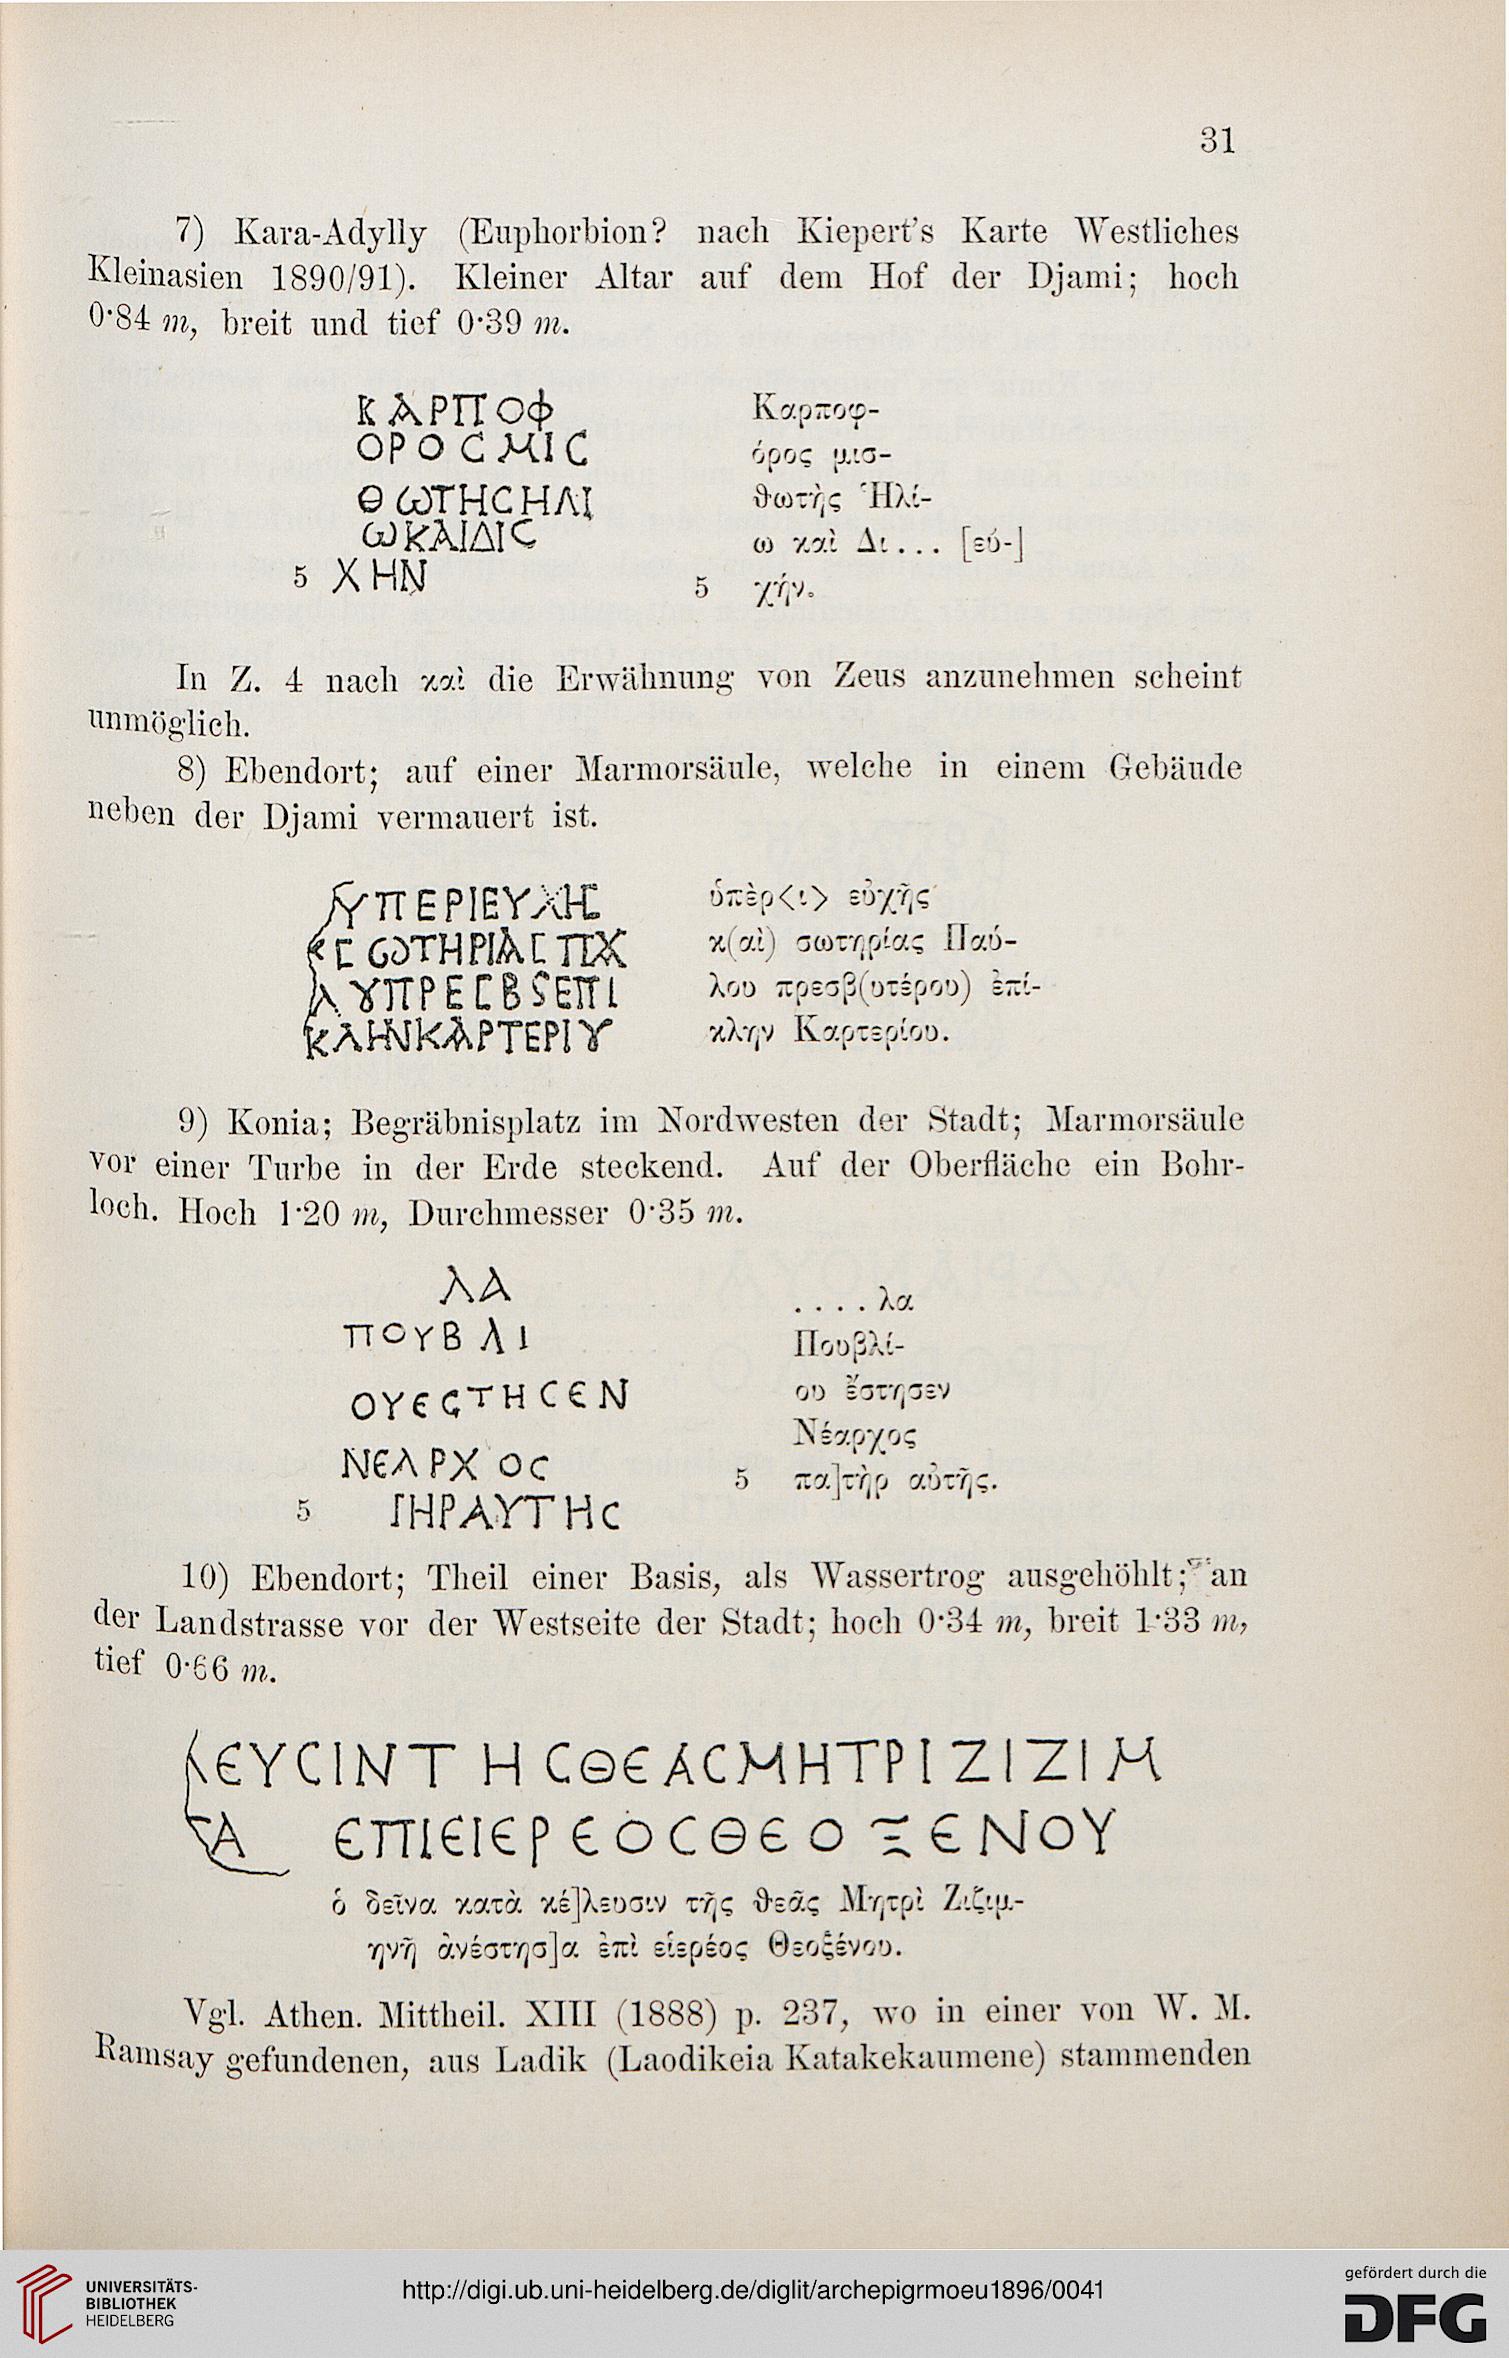 31
7) Kara-Adylly (Euphorbion? nach Kiepert's Karte Westliches
Kleinasien 1890/91). Kleiner Altar auf dem Hof der Djami; hoch
0·84 m, breit und tief 0·39 m.
ΚΑΡΠΟΦ
ΟΡΟϹΜΙϹ
ΘωΤΗϹΗΛΙ
ωΚΑΙΔΙϹ
5 ΧΗΝ
Καρποφ-
όρος μισ-
θωτὴς Ἡλί-
ω καὶ Δι... [εὐ-]
5 χήν.
In Z. 4 nach καὶ die Erwähnung von Zeus anzunehmen scheint
unmöglich.
8) Ebendort; auf einer Marmorsäule, welche in einem Gebäude
neben der Djami vermauert ist.
ὑπὲρ<ι> εὐχῆς
κ(αὶ) σωτηρίας Παύ-
λου πρεσβ(υτέρου) ἐπί-
κλην Καρτερίου.
9) Konia; Begräbnisplatz im Nordwesten der Stadt; Marmorsäule
vor einer Turbe in der Erde steckend. Auf der Oberfläche ein Bohr-
loch. Hoch 1·20 m, Durchmesser 0·35 m.
ΛΑ
ΠΟΥΒΛΙ
ΟΥЄϹΤΗϹЄΝ
ΝЄΑΡΧΟϹ
5 ΤΗΡΑΥΤΗϹ
. . . . λα
Πουβλί-
ου ἔστησεν
Νέαρχος
5 πα]τὴρ αὐτῆς.
10) Ebendort; Theil einer Basis, als Wassertrog ausgehöhlt; an
der Landstrasse vor der Westseite der Stadt; hoch 0·34 m, breit 1·33 m,
tief 0·66 m.
ΛЄΥϹΙΝΤΗϹΘЄΑϹΜΗΤΡΙΖΙΖΙΜ
Α ЄΠΙЄΙЄΡЄΟϹΘЄΟΞЄΝΟΥ
ὁ δεῖνα κατὰ κέ]λευσιν τῆς θεᾶς Μητρὶ Ζιζιμ-
ηνῇ ἀνέστησ]α ἐπὶ εἱερέος Θεοξένου.
Vgl. Athen. Mittheil. XIII (1888) p. 237, wo in einer von W. M.
Ramsay gefundenen, aus Ladik (Laodikeia Katakekaumene) stammenden
UNIVERSITÄTS-
BIBLIOTHEK
HEIDELBERG
http://digi.ub.uni-heidelberg.de/diglit/archepigrmoeu1896/0041
gefördert durch die
DFG